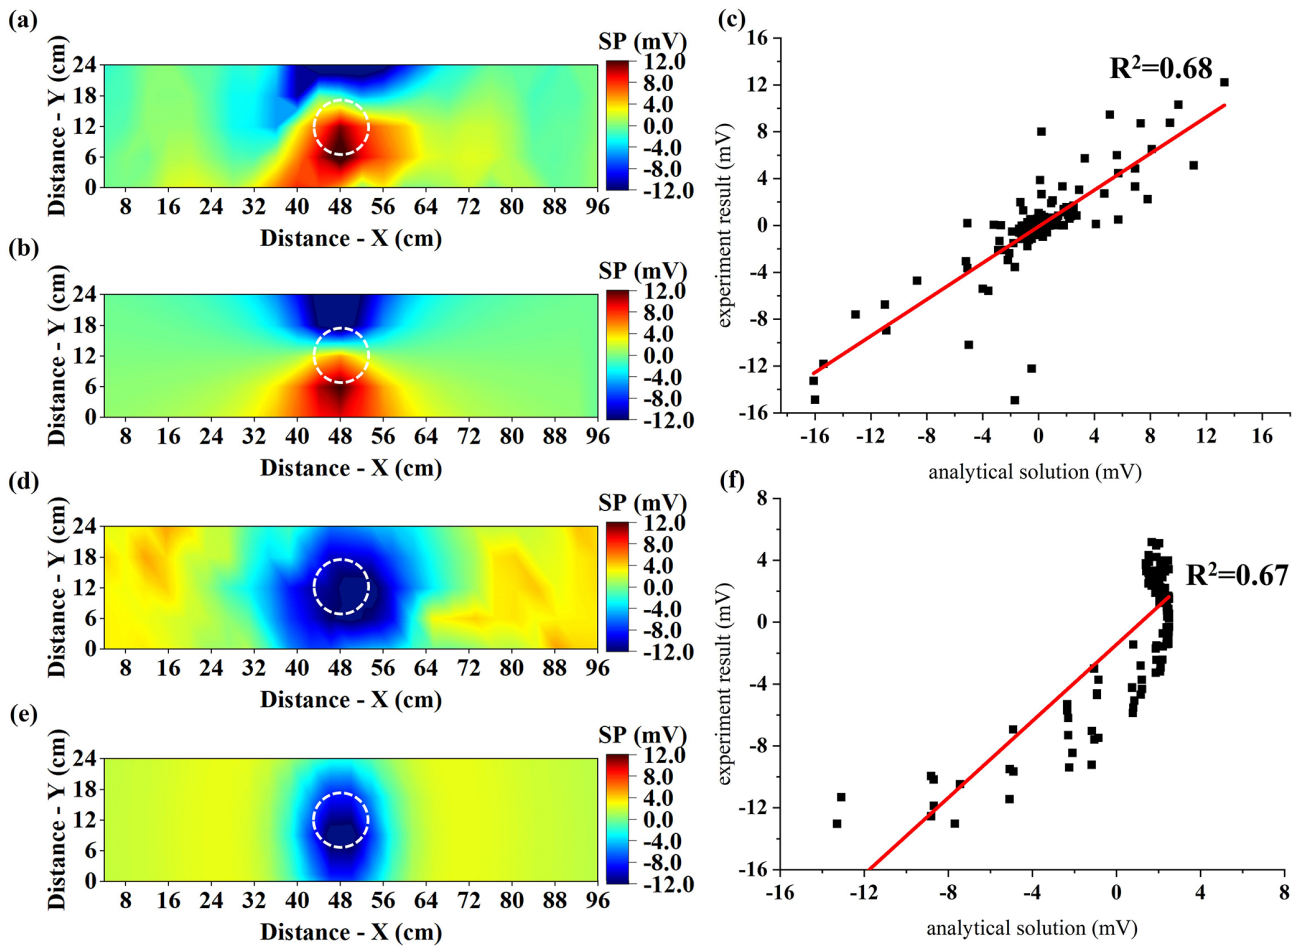 (a)
SP (mV)
Distance - Y (cm)
24
18
12
6
0
8 16 24 32 40 48 56 64 72 80 88 96
Distance - X (cm)
12.0
8.0
4.0
0.0
-4.0
-8.0
-12.0
(b)
SP (mV)
Distance - Y (cm)
24
18
12
6
0
8 16 24 32 40 48 56 64 72 80 88 96
Distance - X (cm)
12.0
8.0
4.0
0.0
-4.0
-8.0
-12.0
(c)
R²=0.68
experiment result (mV)
16
12
8
4
0
-4
-8
-12
-16
-16 -12 -8 -4 0 4 8 12 16
analytical solution (mV)
(d)
SP (mV)
Distance - Y (cm)
24
18
12
6
0
8 16 24 32 40 48 56 64 72 80 88 96
Distance - X (cm)
12.0
8.0
4.0
0.0
-4.0
-8.0
-12.0
(e)
SP (mV)
Distance - Y (cm)
24
18
12
6
0
8 16 24 32 40 48 56 64 72 80 88 96
Distance - X (cm)
12.0
8.0
4.0
0.0
-4.0
-8.0
-12.0
(f)
R²=0.67
experiment result (mV)
8
4
0
-4
-8
-12
-16
-16 -12 -8 -4 0 4 8
analytical solution (mV)